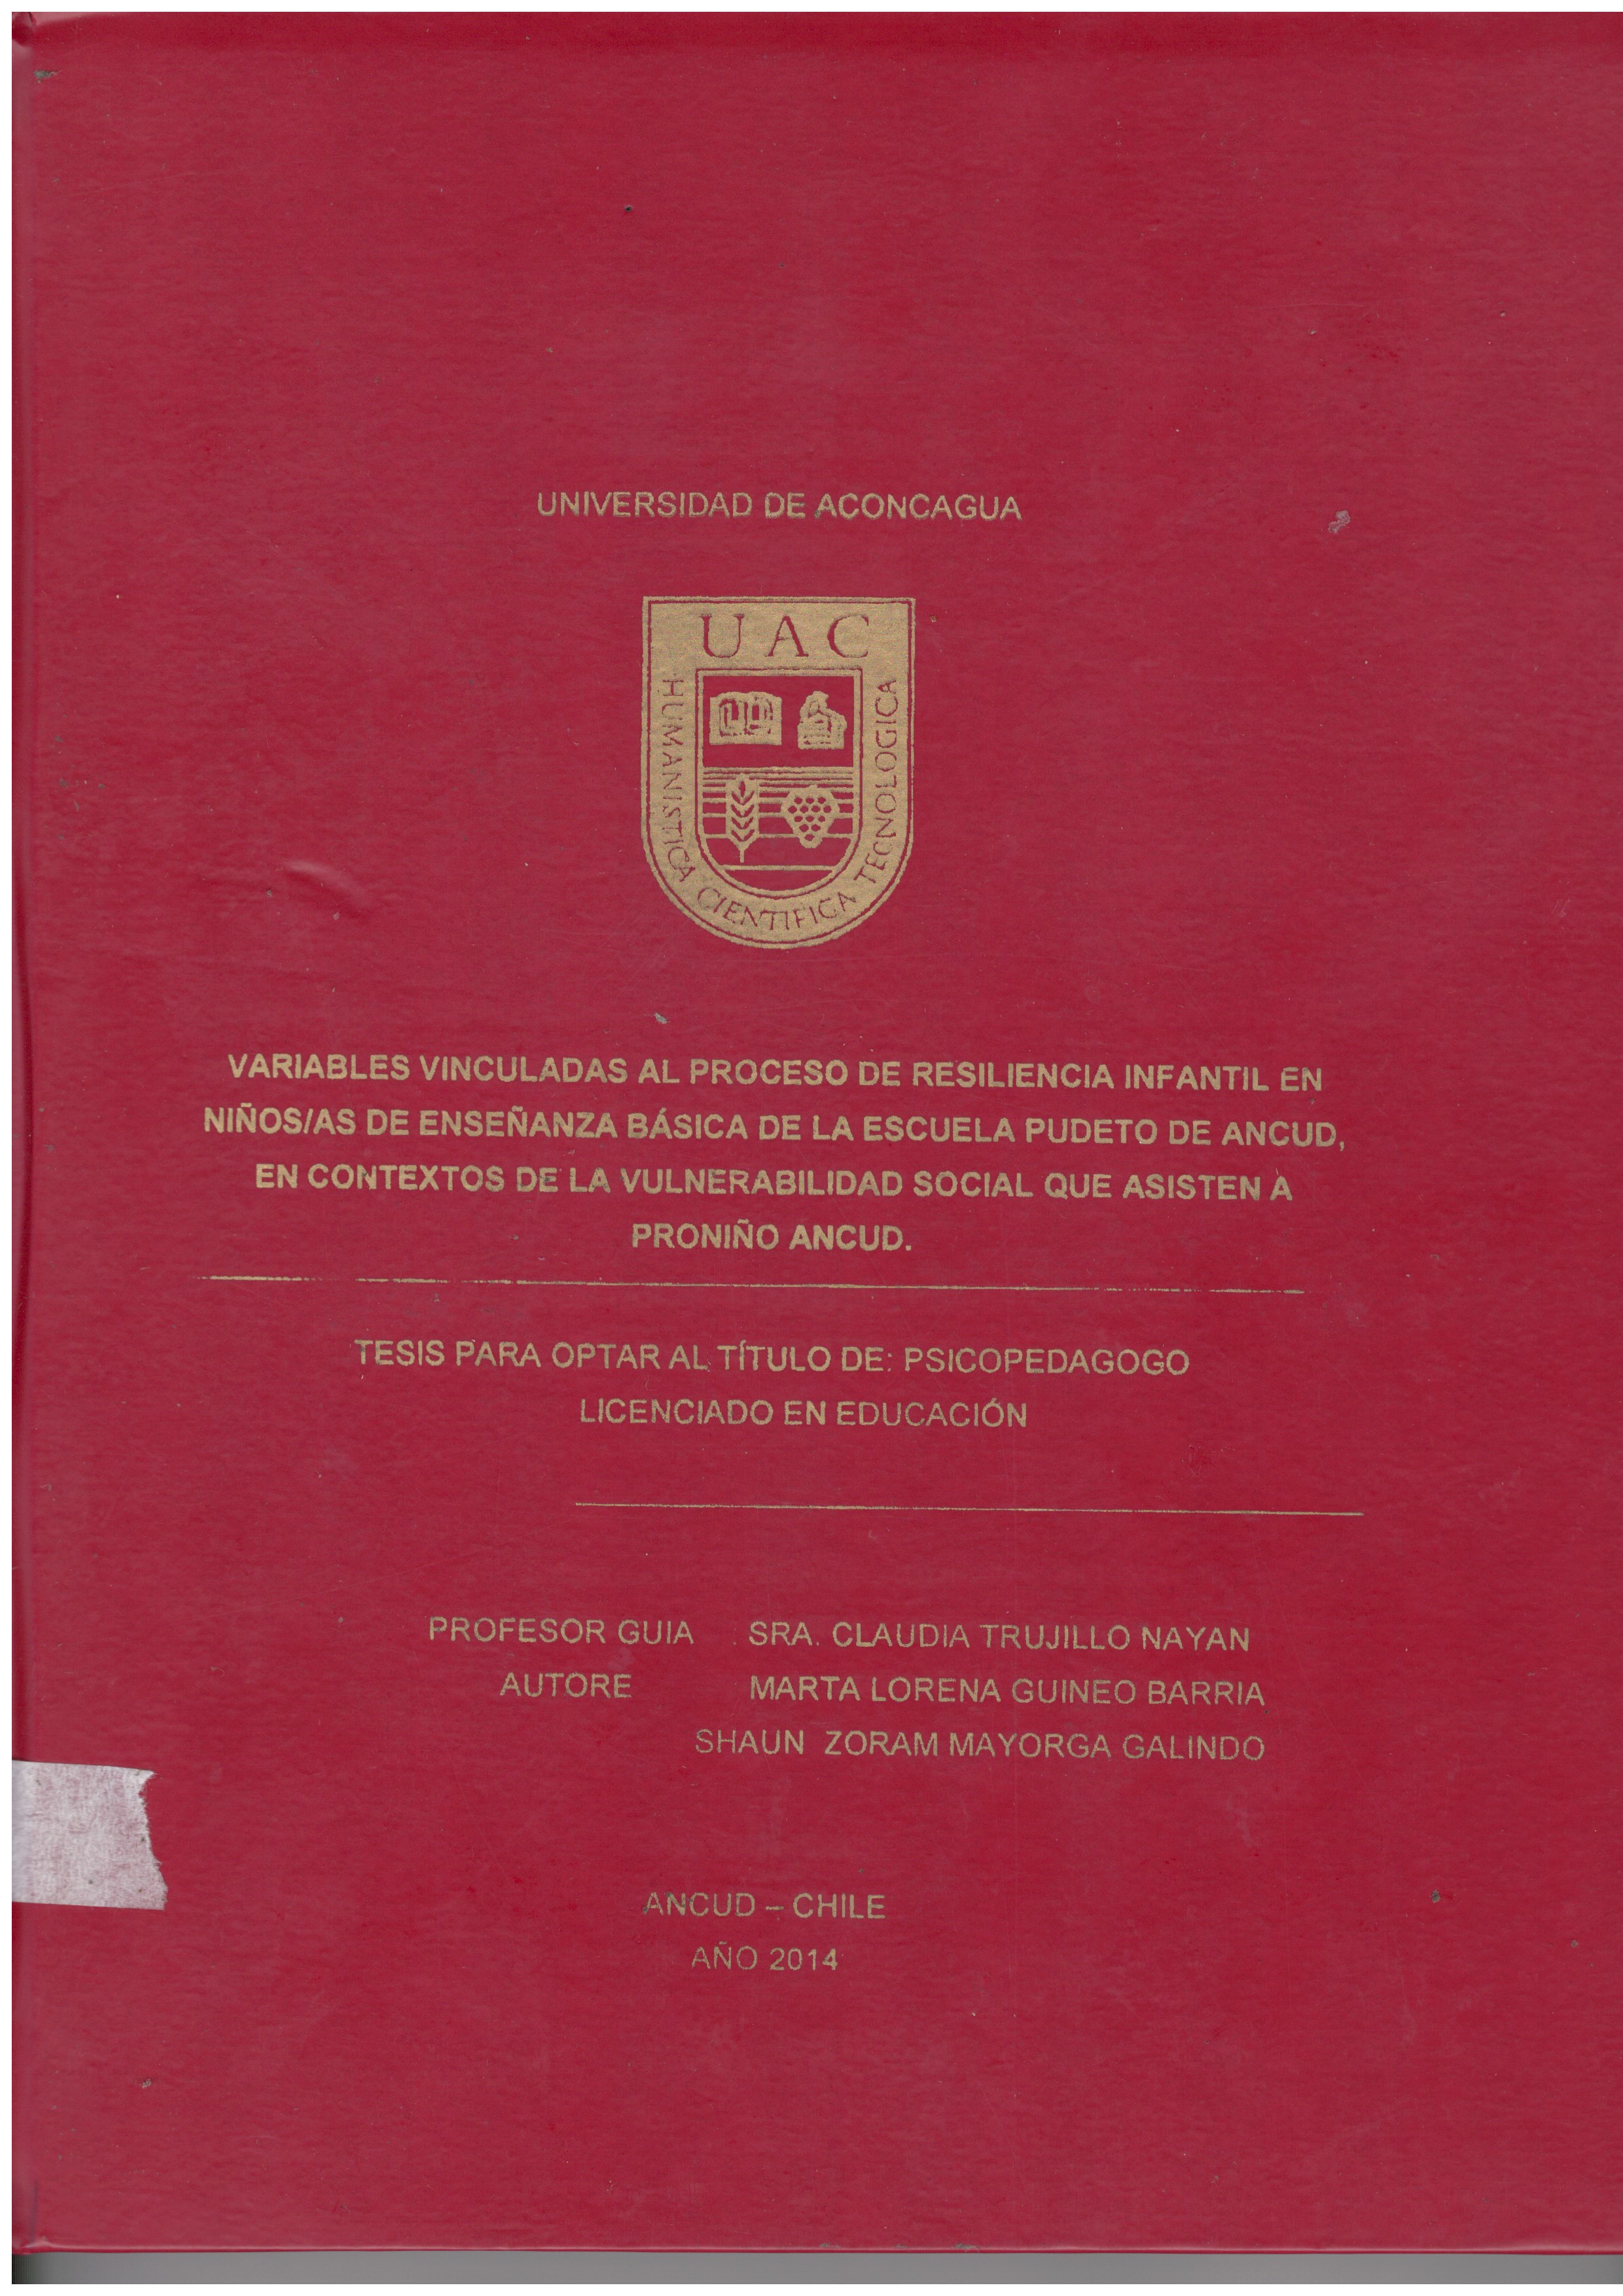 UNIVERSIDAD DE ACONCAGUA
UAC
HUMANISTICA CIENTIFICA TECNOLOGICA
VARIABLES VINCULADAS AL PROCESO DE RESILIENCIA INFANTIL EN
NIÑOS/AS DE ENSEÑANZA BÁSICA DE LA ESCUELA PUDETO DE ANCUD,
EN CONTEXTOS DE LA VULNERABILIDAD SOCIAL QUE ASISTEN A
PRONIÑO ANCUD.
TESIS PARA OPTAR AL TÍTULO DE: PSICOPEDAGOGO
LICENCIADO EN EDUCACIÓN
PROFESOR GUIA SRA. CLAUDIA TRUJILLO NAYAN
AUTORE MARTA LORENA GUINEO BARRIA
SHAUN ZORAM MAYORGA GALINDO
ANCUD – CHILE
AÑO 2014